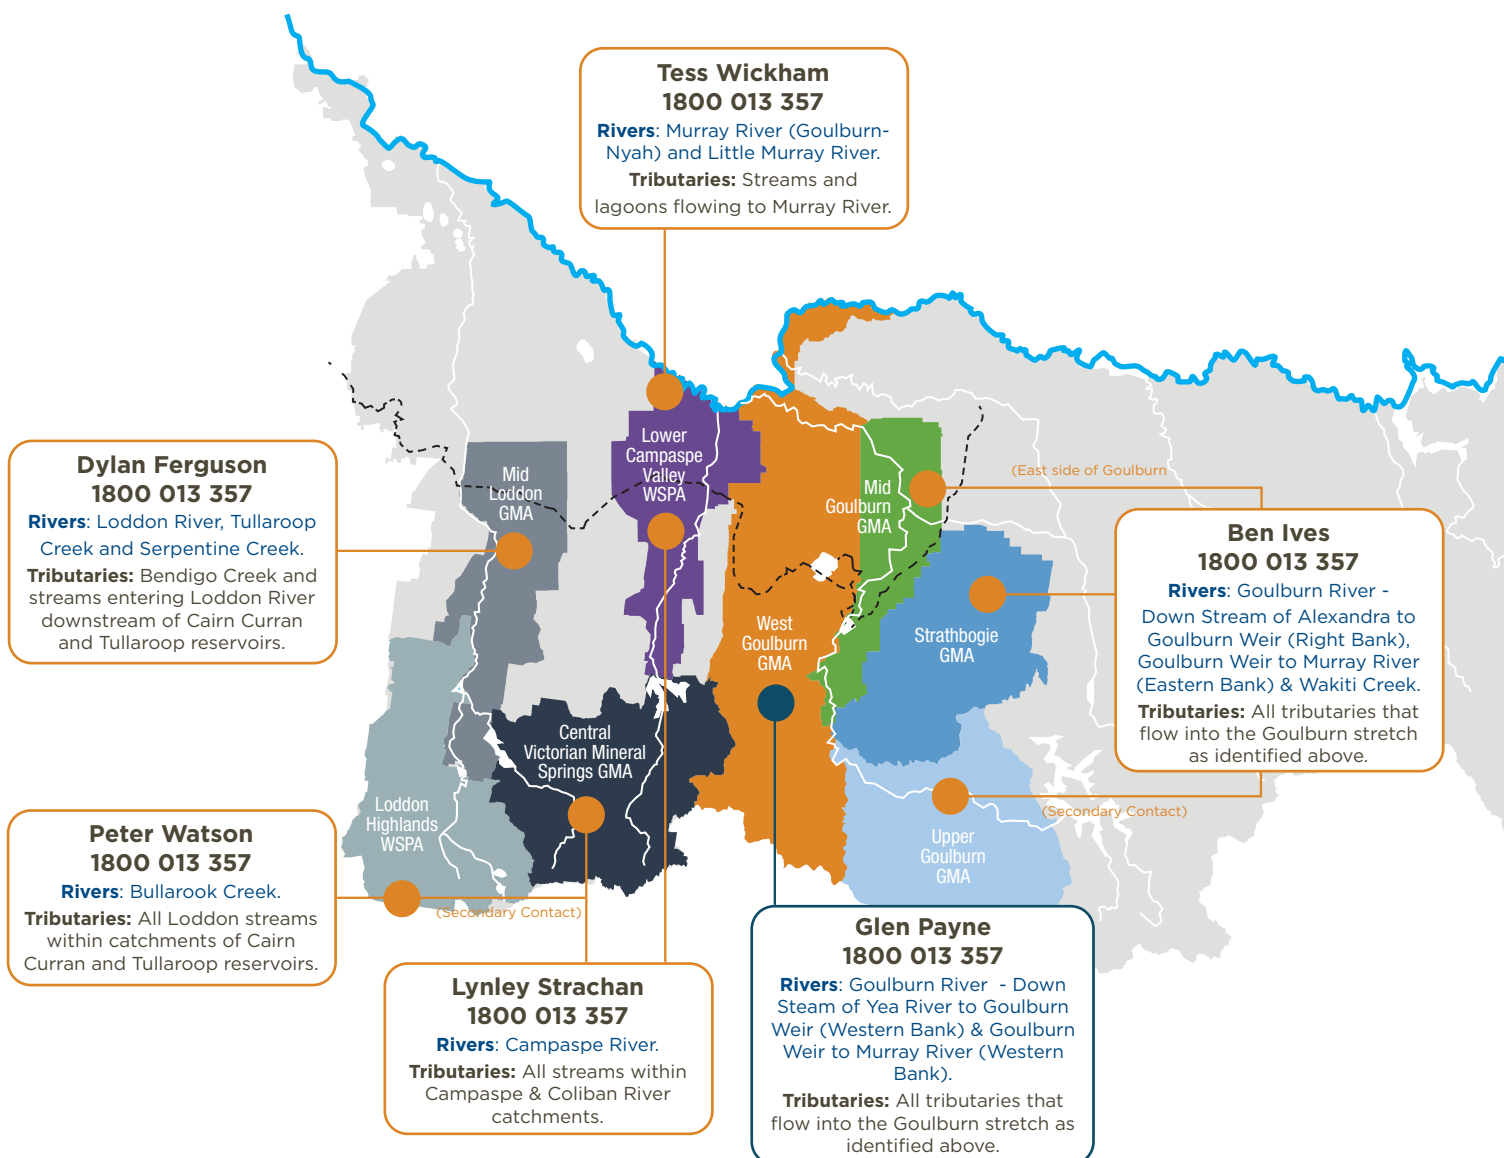 Tess Wickham
1800 013 357
Rivers: Murray River (Goulburn-
Nyah) and Little Murray River.
Tributaries: Streams and
lagoons flowing to Murray River.
Dylan Ferguson
1800 013 357
Rivers: Loddon River, Tullaroop
Creek and Serpentine Creek.
Tributaries: Bendigo Creek and
streams entering Loddon River
downstream of Cairn Curran
and Tullaroop reservoirs.
Mid
Loddon
GMA
Lower
Campaspe
Valley
WSPA
Mid
Goulburn
GMA
(East side of Goulburn
Ben Ives
1800 013 357
Rivers: Goulburn River -
Down Stream of Alexandra to
Goulburn Weir (Right Bank),
Goulburn Weir to Murray River
(Eastern Bank) & Wakiti Creek.
Tributaries: All tributaries that
flow into the Goulburn stretch
as identified above.
West
Goulburn
GMA
Strathbogie
GMA
Central
Victorian Mineral
Springs GMA
Loddon
Highlands
WSPA
(Secondary Contact)
Upper
Goulburn
GMA
Peter Watson
1800 013 357
Rivers: Bullarook Creek.
Tributaries: All Loddon streams
within catchments of Cairn
Curran and Tullaroop reservoirs.
(Secondary Contact)
Lynley Strachan
1800 013 357
Rivers: Campaspe River.
Tributaries: All streams within
Campaspe & Coliban River
catchments.
Glen Payne
1800 013 357
Rivers: Goulburn River - Down
Steam of Yea River to Goulburn
Weir (Western Bank) & Goulburn
Weir to Murray River (Western
Bank).
Tributaries: All tributaries that
flow into the Goulburn stretch as
identified above.